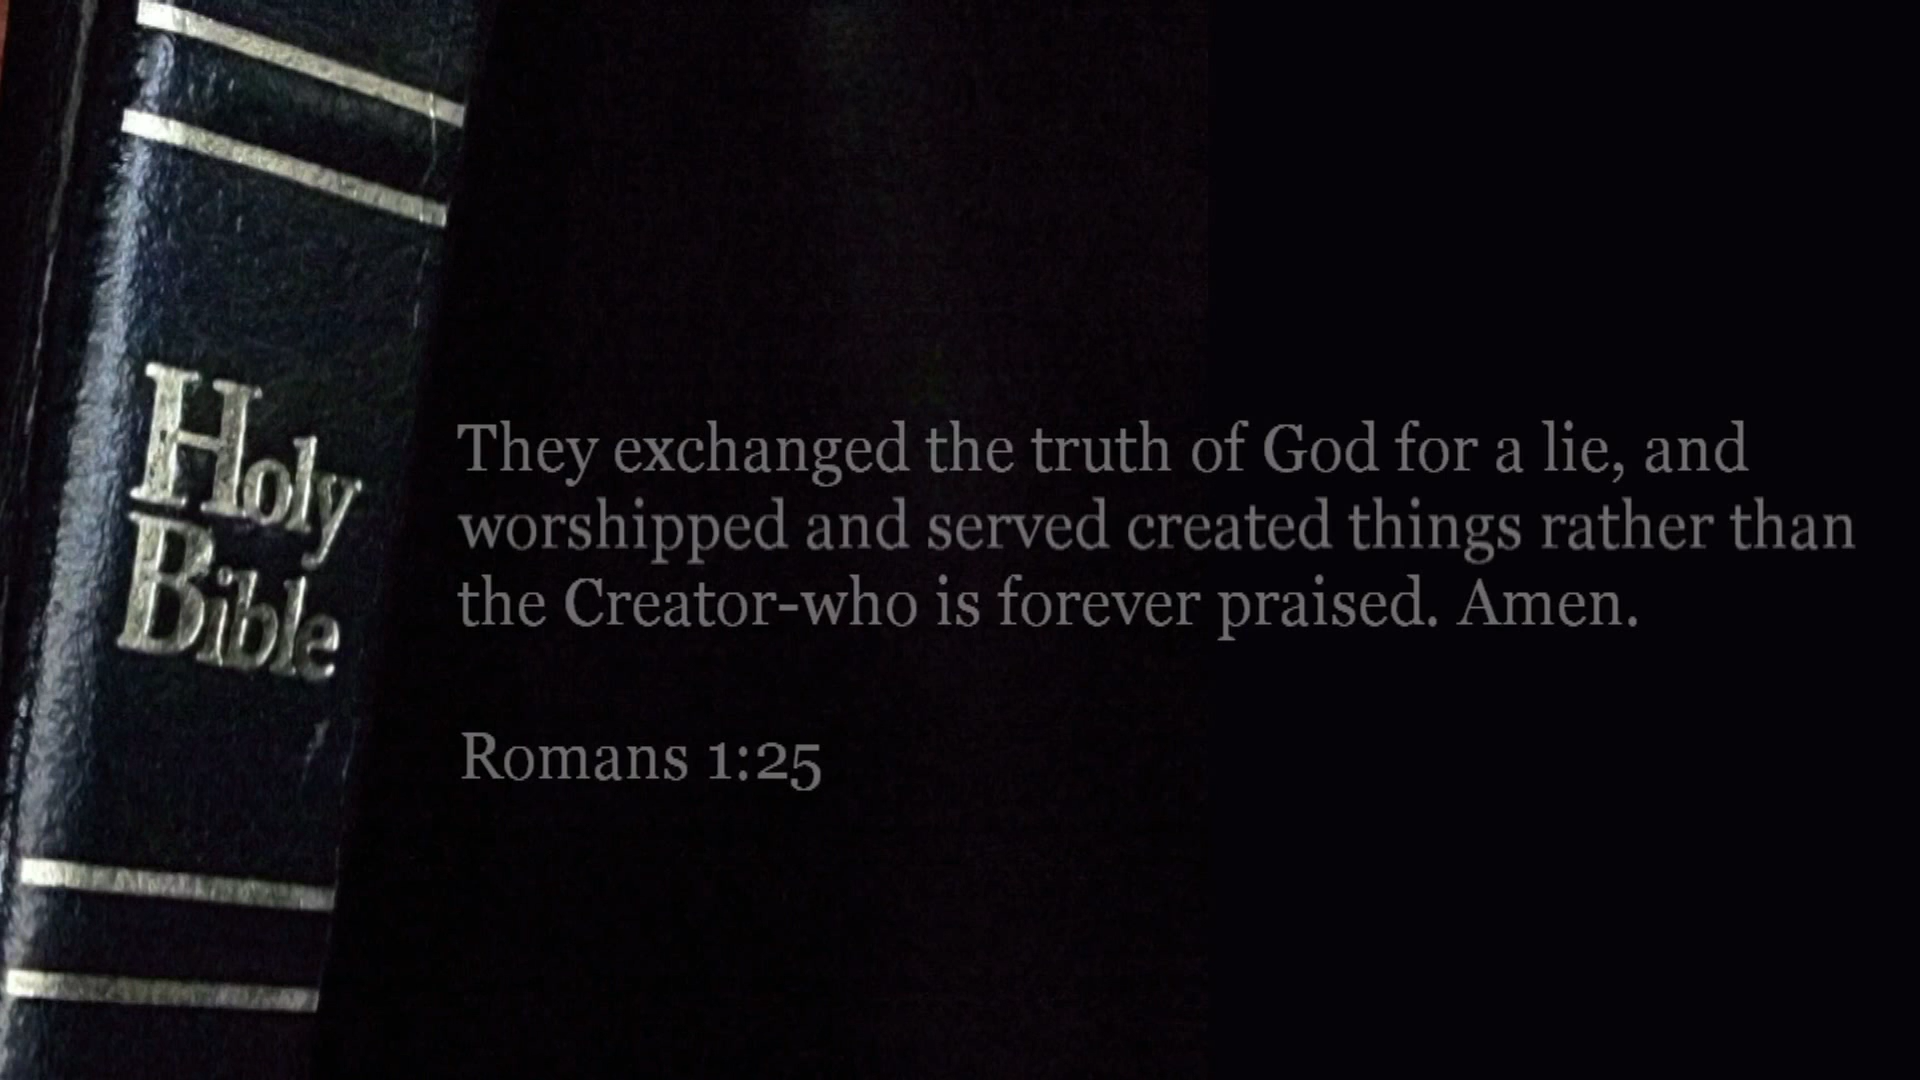 Holy
Bible
They exchanged the truth of God for a lie, and
worshipped and served created things rather than
the Creator-who is forever praised. Amen.
Romans 1:25